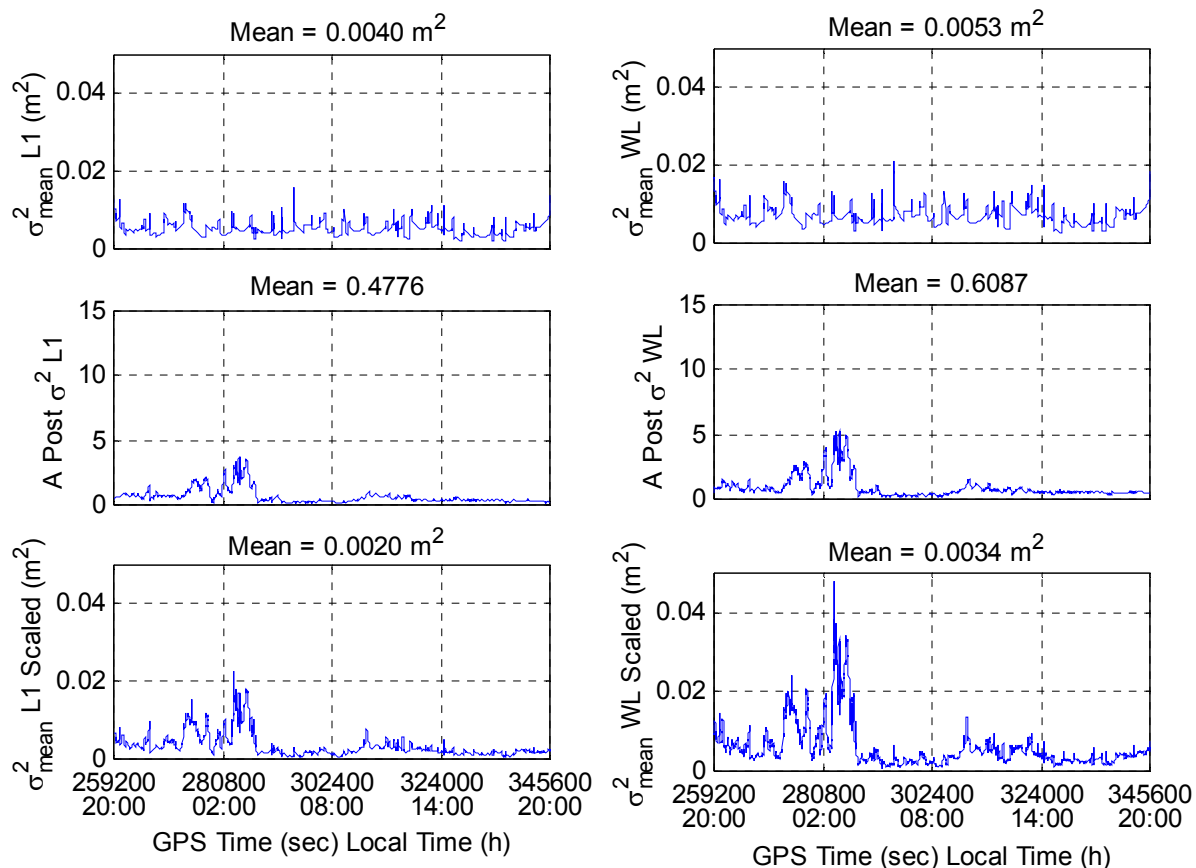 Mean = 0.0040 m²
σ²mean L1 (m²)
0.04
0.02
0
Mean = 0.0053 m²
σ²mean WL (m²)
0.04
0.02
0
Mean = 0.4776
A Post σ² L1
15
10
5
0
Mean = 0.6087
A Post σ² WL
15
10
5
0
Mean = 0.0020 m²
σ²mean L1 Scaled (m²)
0.04
0.02
0
259200 280800 302400 324000 345600
20:00 02:00 08:00 14:00 20:00
GPS Time (sec) Local Time (h)
Mean = 0.0034 m²
σ²mean WL Scaled (m²)
0.04
0.02
0
259200 280800 302400 324000 345600
20:00 02:00 08:00 14:00 20:00
GPS Time (sec) Local Time (h)